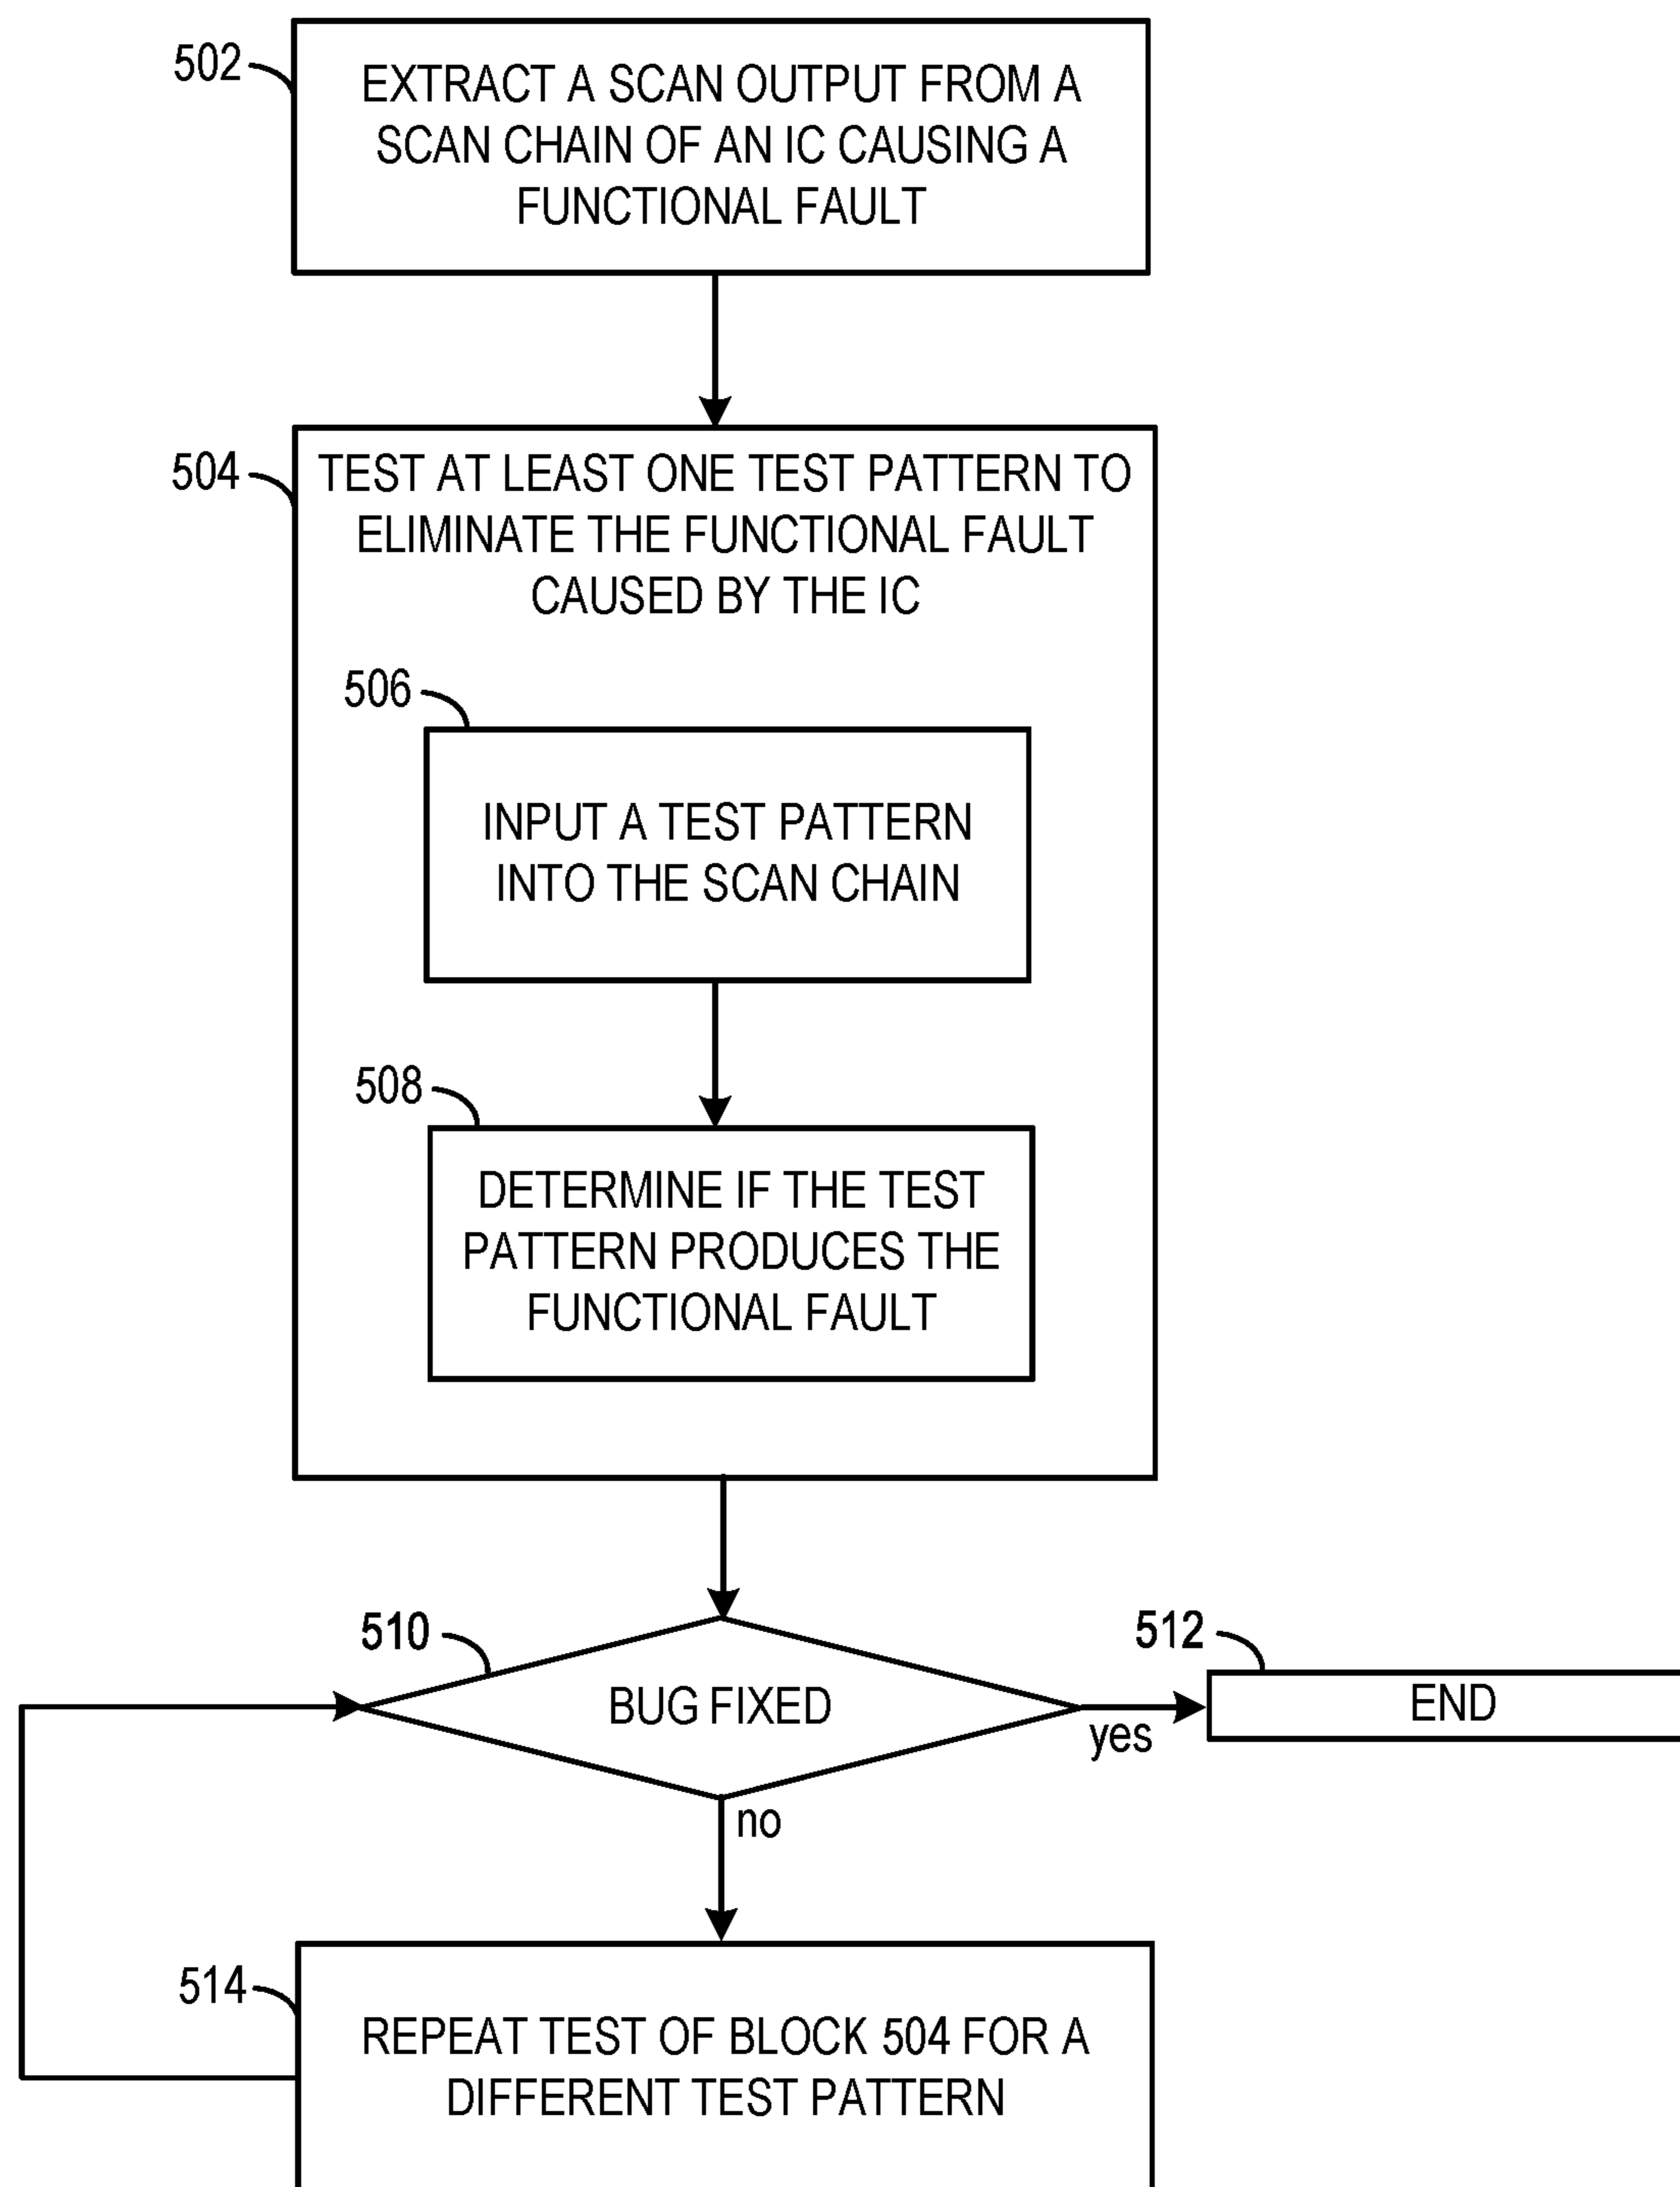 502
EXTRACT A SCAN OUTPUT FROM A
SCAN CHAIN OF AN IC CAUSING A
FUNCTIONAL FAULT
504
TEST AT LEAST ONE TEST PATTERN TO
ELIMINATE THE FUNCTIONAL FAULT
CAUSED BY THE IC
506
INPUT A TEST PATTERN
INTO THE SCAN CHAIN
508
DETERMINE IF THE TEST
PATTERN PRODUCES THE
FUNCTIONAL FAULT
510
BUG FIXED
yes
512
END
no
514
REPEAT TEST OF BLOCK 504 FOR A
DIFFERENT TEST PATTERN